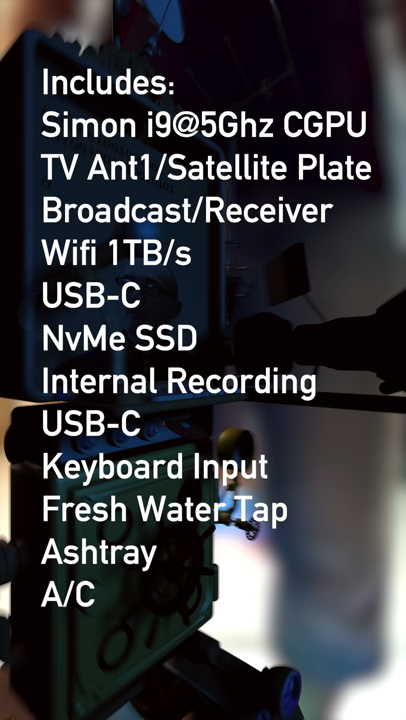 Includes:
Simon i9@5Ghz CGPU
TV Ant1/Satellite Plate
Broadcast/Receiver
Wifi 1TB/s
USB-C
NvMe SSD
Internal Recording
USB-C
Keyboard Input
Fresh Water Tap
Ashtray
A/C